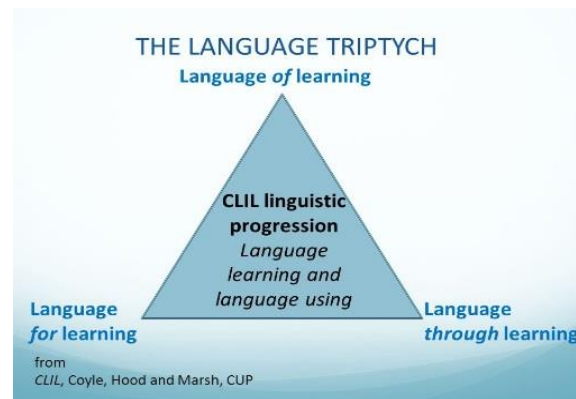 THE LANGUAGE TRIPTYCH
Language of learning
CLIL linguistic
progression
Language
learning and
language using
Language
for learning
Language
through learning
from
CLIL, Coyle, Hood and Marsh, CUP